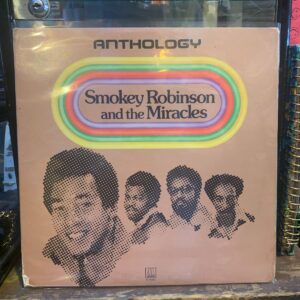 ANTHOLOGY
Smokey Robinson
and the Miracles